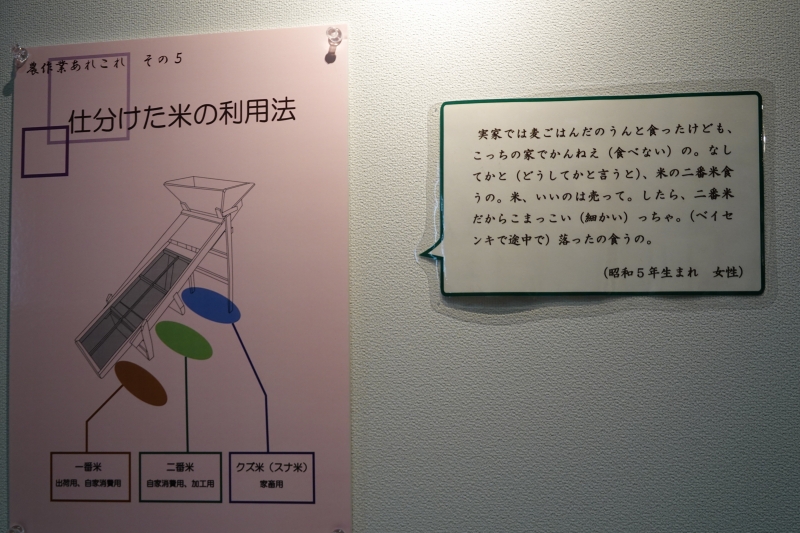 農作業あれこれ その5
仕分けた米の利用法
一番米
出荷用、自家消費用
二番米
自家消費用、加工用
クズ米（スナ米）
家畜用
実家では麦ごはんだのうんと食ったけども、
こっちの家でかんねえ（食べない）の。なし
てかと（どうしてかと言うと）、米の二番米食
うの。米、いいのは売って。したら、二番米
だからこまっこい（細かい）っちゃ。（ベイセ
ンキで途中で）落ったの食うの。
（昭和5年生まれ 女性）